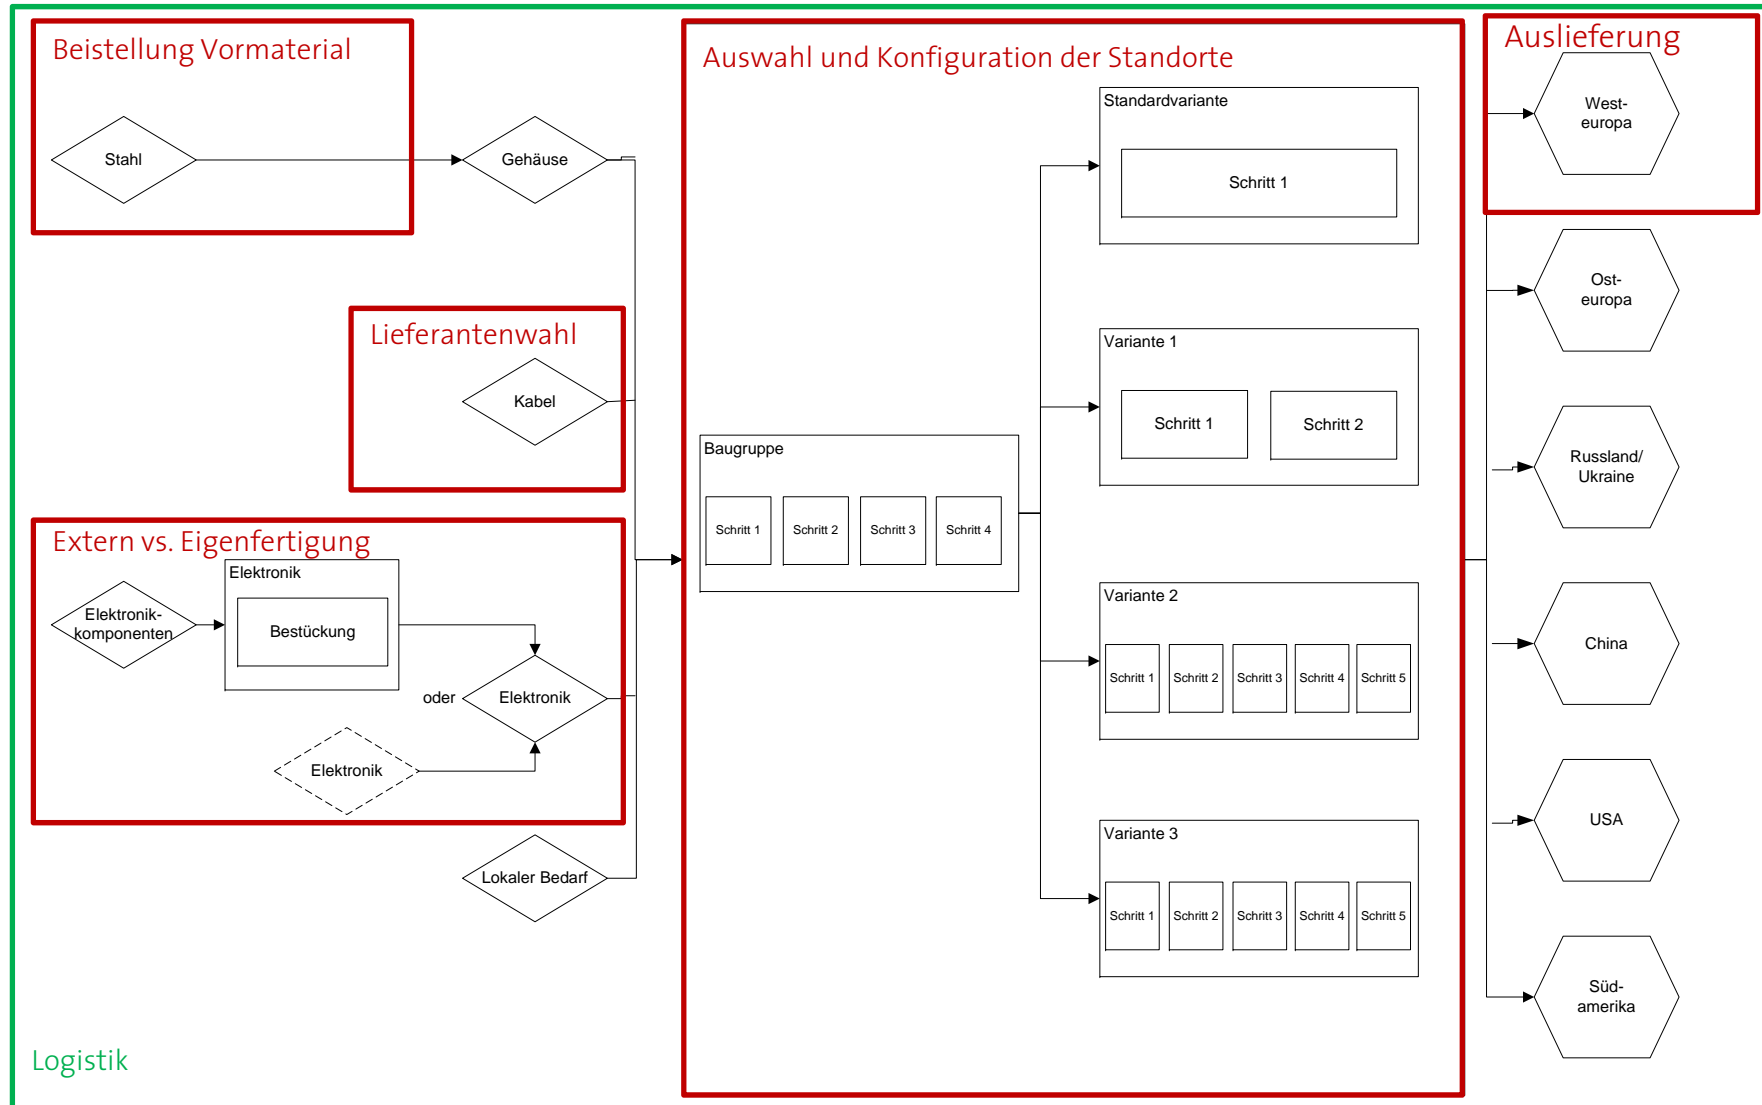 Beistellung Vormaterial
Stahl
Gehäuse
Lieferantenwahl
Kabel
Extern vs. Eigenfertigung
Elektronik
Elektronik-
komponenten
Bestückung
oder
Elektronik
Elektronik
Lokaler Bedarf
Auswahl und Konfiguration der Standorte
Baugruppe
Schritt 1
Schritt 2
Schritt 3
Schritt 4
Standardvariante
Schritt 1
Variante 1
Schritt 1
Schritt 2
Variante 2
Schritt 1
Schritt 2
Schritt 3
Schritt 4
Schritt 5
Variante 3
Schritt 1
Schritt 2
Schritt 3
Schritt 4
Schritt 5
Auslieferung
West-
europa
Ost-
europa
Russland/
Ukraine
China
USA
Süd-
amerika
Logistik